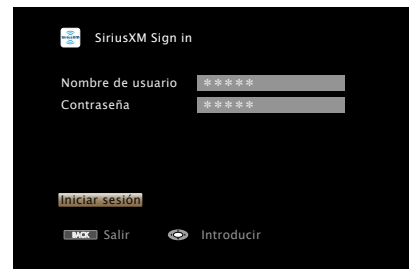 SiriusXM Sign in
Nombre de usuario *****
Contraseña *****
Iniciar sesión
BACK Salir Introducir